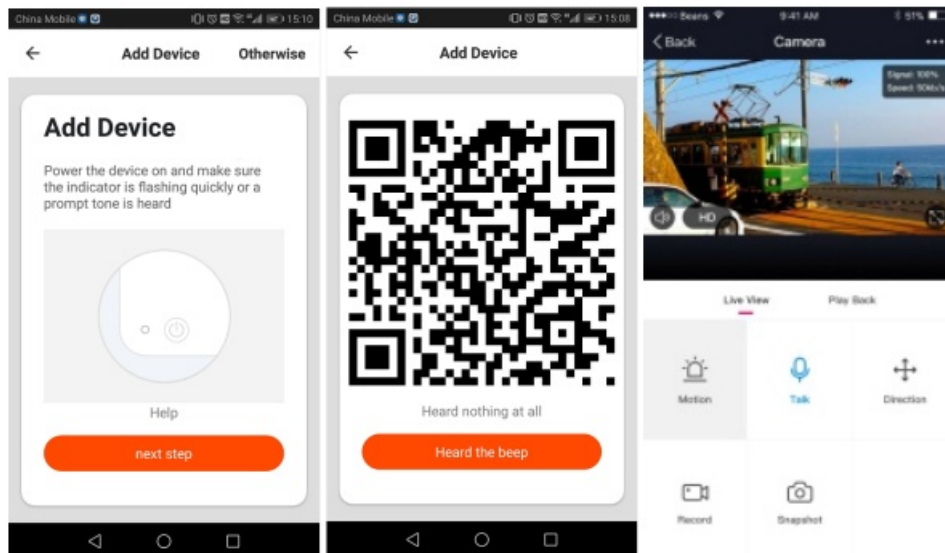 China Mobile
15:10
Add Device
Otherwise
Add Device
Power the device on and make sure
the indicator is flashing quickly or a
prompt tone is heard
Help
next step
China Mobile
15:08
Add Device
Heard nothing at all
Heard the beep
Beans
9:41 AM
51%
Back
Camera
Signal: 100%
HD
Live View
Play Back
Motion
Talk
Direction
Record
Snapshot